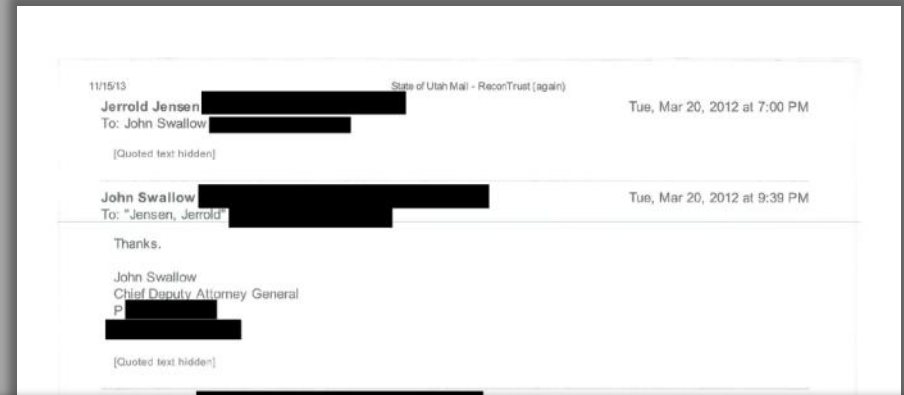 11/15/13 State of Utah Mail - ReconTrust (again)
Jerrold Jensen Tue, Mar 20, 2012 at 7:00 PM
To: John Swallow
[Quoted text hidden]
John Swallow Tue, Mar 20, 2012 at 9:39 PM
To: "Jensen, Jerrold"
Thanks.
John Swallow
Chief Deputy Attorney General
P
[Quoted text hidden]